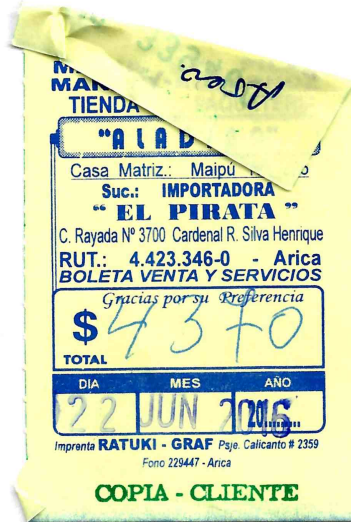 TIENDA
"ALAD
Casa Matriz.: Maipú
Suc.: IMPORTADORA
" EL PIRATA "
C. Rayada Nº 3700 Cardenal R. Silva Henrique
RUT.: 4.423.346-0 - Arica
BOLETA VENTA Y SERVICIOS
Gracias por su Preferencia
$ 4370
TOTAL
DIA MES AÑO
22 JUN 2016
20.........
Imprenta RATUKI - GRAF Psje. Calicanto # 2359
Fono 229447 - Arica
COPIA - CLIENTE